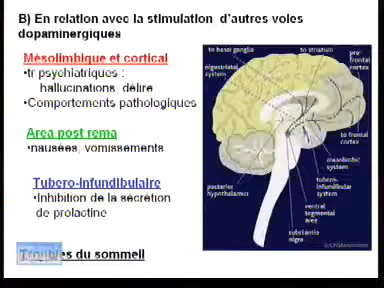 B) En relation avec la stimulation d'autres voies
dopaminergiques
Mésolimbique et cortical
•tr psychiatriques :
hallucinations, délire
•Comportements pathologiques
Area post rema
•nausées, vomissements
Tubero-infundibulaire
•Inhibition de la sécrétion
de prolactine
Troubles du sommeil
to basal ganglia
to striatum
pre-
frontal
cortex
nigrostriatal
system
to frontal
cortex
mesolimbic
system
tubero-
infundibular
system
posterior
hypothalamus
ventral
tegmental
area
substantia
nigra